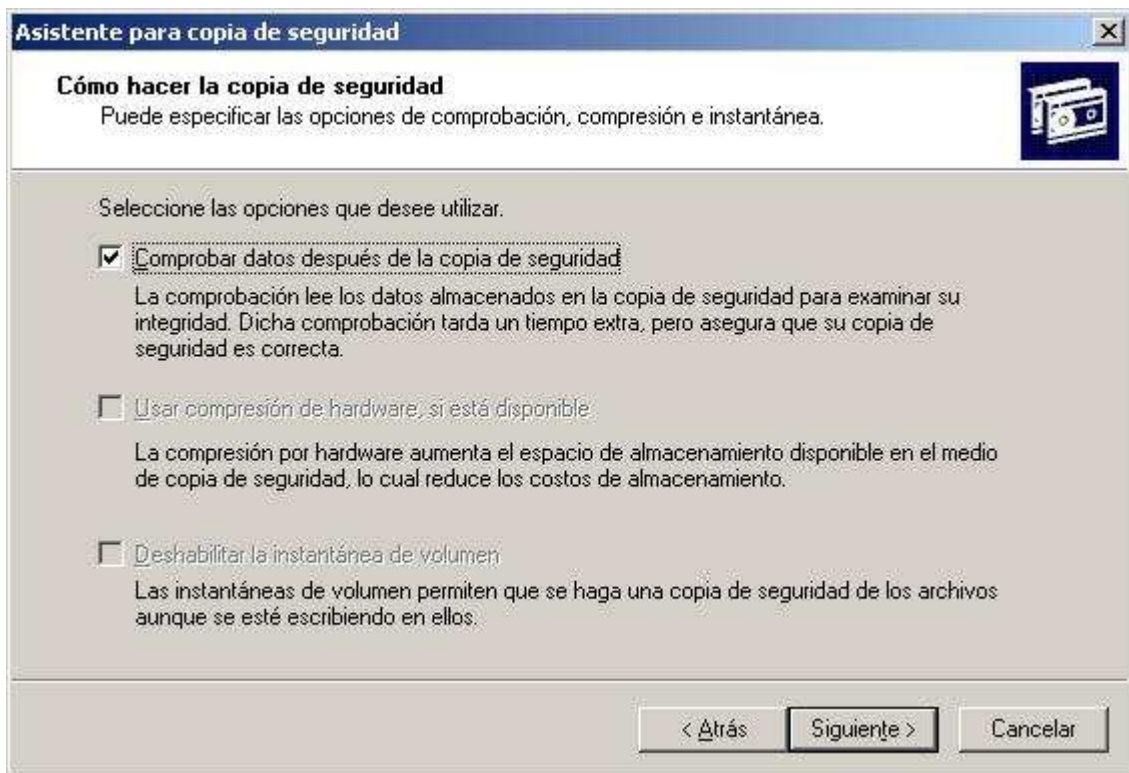 Asistente para copia de seguridad
Cómo hacer la copia de seguridad
Puede especificar las opciones de comprobación, compresión e instantánea.
Seleccione las opciones que desee utilizar.
Comprobar datos después de la copia de seguridad
La comprobación lee los datos almacenados en la copia de seguridad para examinar su
integridad. Dicha comprobación tarda un tiempo extra, pero asegura que su copia de
seguridad es correcta.
Usar compresión de hardware, si está disponible
La compresión por hardware aumenta el espacio de almacenamiento disponible en el medio
de copia de seguridad, lo cual reduce los costos de almacenamiento.
Deshabilitar la instantánea de volumen
Las instantáneas de volumen permiten que se haga una copia de seguridad de los archivos
aunque se esté escribiendo en ellos.
< Atrás
Siguiente >
Cancelar